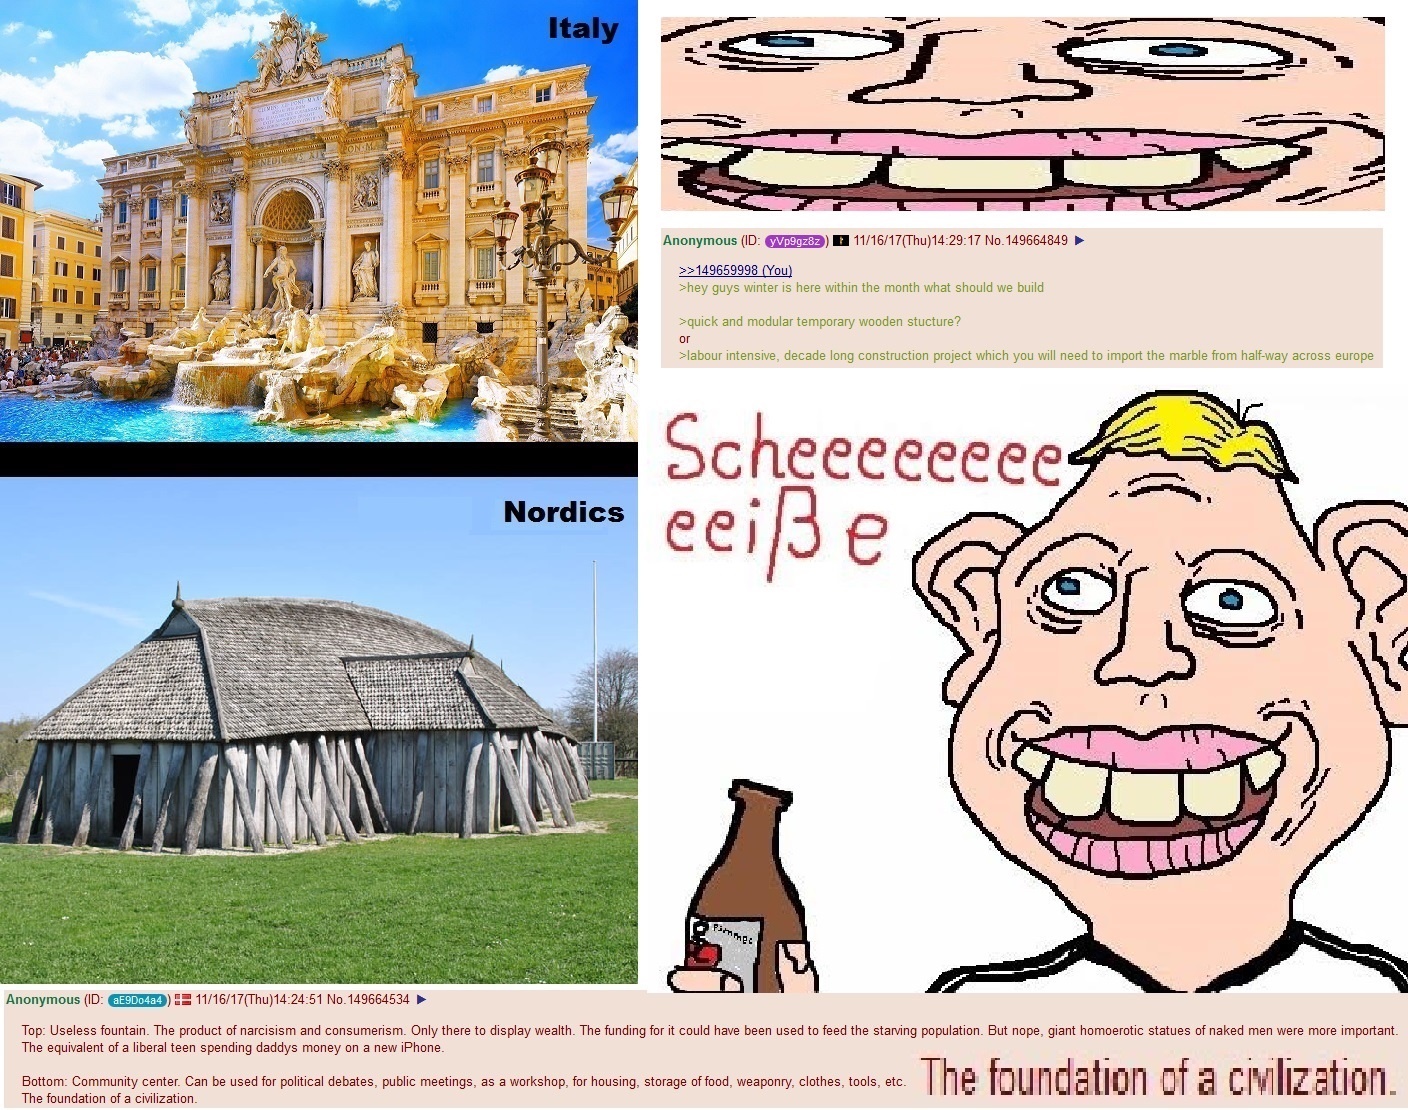 Italy
Nordics
Anonymous (ID: yVp9gz8z) 11/16/17(Thu)14:29:17 No.149664849
>>149659998 (You)
>hey guys winter is here within the month what should we build
>quick and modular temporary wooden stucture?
or
>labour intensive, decade long construction project which you will need to import the marble from half-way across europe
Scheeeeeeeee
eeiße
Anonymous (ID: aE9Do4a4) 11/16/17(Thu)14:24:51 No.149664534
Top: Useless fountain. The product of narcisism and consumerism. Only there to display wealth. The funding for it could have been used to feed the starving population. But nope, giant homoerotic statues of naked men were more important.
The equivalent of a liberal teen spending daddys money on a new iPhone.
Bottom: Community center. Can be used for political debates, public meetings, as a workshop, for housing, storage of food, weaponry, clothes, tools, etc.
The foundation of a civilization.
The foundation of a civilization.